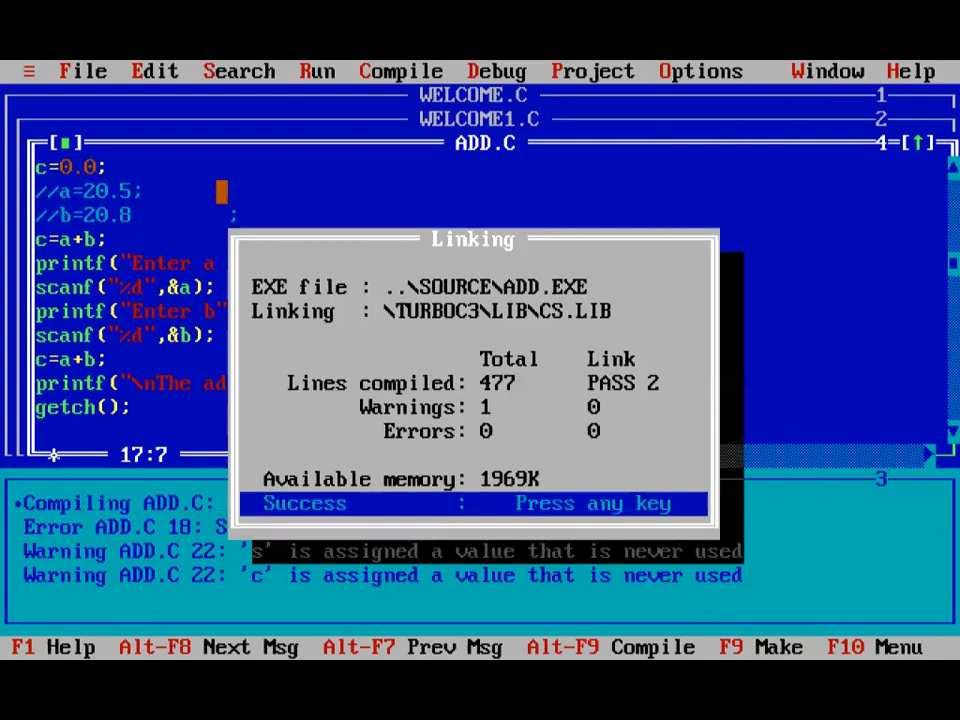 ≡ File Edit Search Run Compile Debug Project Options Window Help
WELCOME.C 1
WELCOME1.C 2
[■] ADD.C 4=[↑]
c=0.0;
//a=20.5;
//b=20.8 ;
c=a+b;
printf("Enter a
scanf("%d",&a);
printf("Enter b"
scanf("%d",&b);
c=a+b;
printf("\nThe ad
getch();
17:7
Linking
EXE file : ..\SOURCE\ADD.EXE
Linking : \TURBOC3\LIB\CS.LIB
Total Link
Lines compiled: 477 PASS 2
Warnings: 1 0
Errors: 0 0
Available memory: 1969K
Success : Press any key
3
•Compiling ADD.C:
Error ADD.C 18: S
Warning ADD.C 22: 's' is assigned a value that is never used
Warning ADD.C 22: 'c' is assigned a value that is never used
F1 Help Alt-F8 Next Msg Alt-F7 Prev Msg Alt-F9 Compile F9 Make F10 Menu